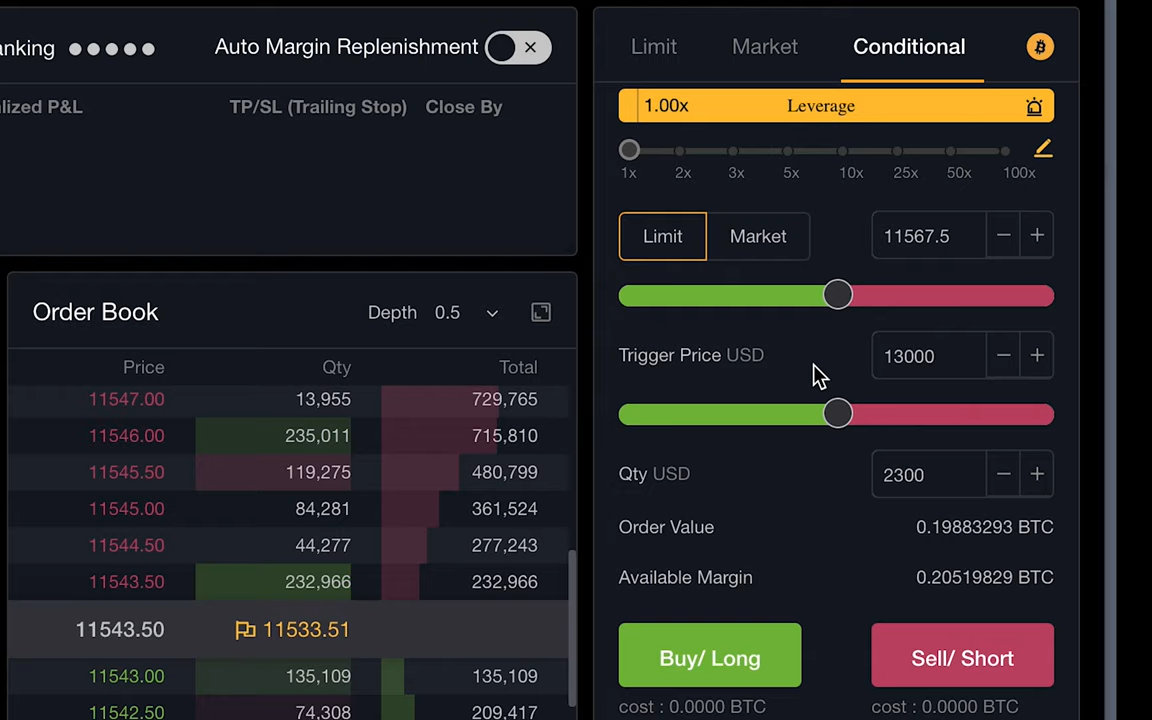 anking
Auto Margin Replenishment
lized P&L
TP/SL (Trailing Stop)
Close By
Order Book
Depth 0.5
Price Qty Total
11547.00 13,955 729,765
11546.00 235,011 715,810
11545.50 119,275 480,799
11545.00 84,281 361,524
11544.50 44,277 277,243
11543.50 232,966 232,966
11543.50 11533.51
11543.00 135,109 135,109
11542.50 74,308 209,417
Limit Market Conditional
1.00x Leverage
1x 2x 3x 5x 10x 25x 50x 100x
Limit Market 11567.5 − +
Trigger Price USD 13000 − +
Qty USD 2300 − +
Order Value 0.19883293 BTC
Available Margin 0.20519829 BTC
Buy/ Long Sell/ Short
cost : 0.0000 BTC cost : 0.0000 BTC